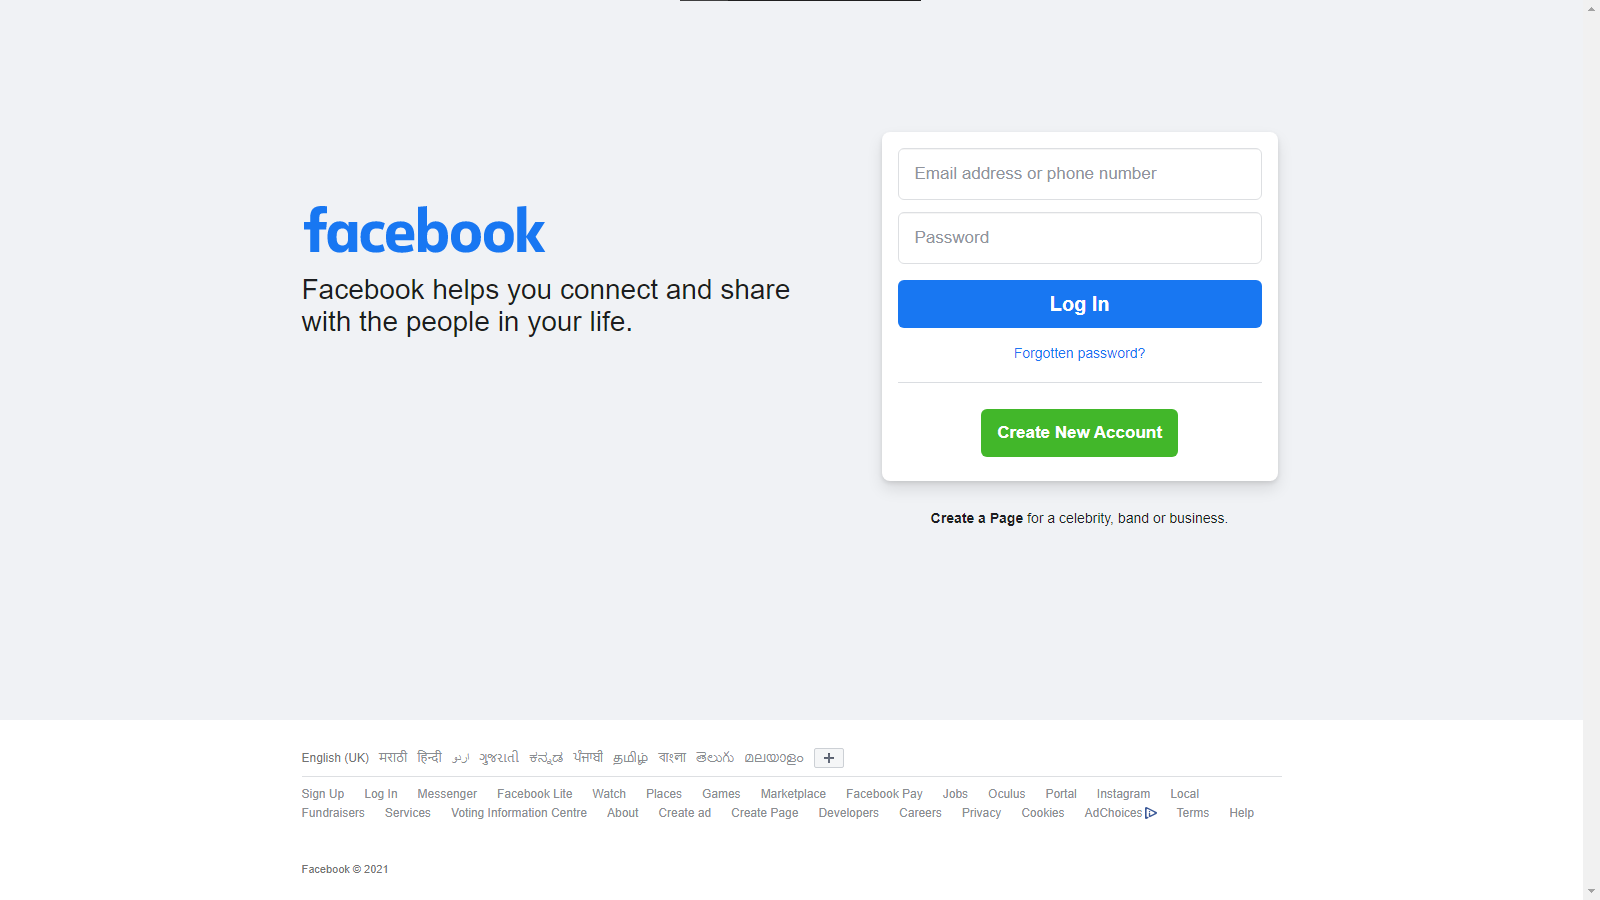 facebook
Facebook helps you connect and share
with the people in your life.
Email address or phone number
Password
Log In
Forgotten password?
Create New Account
Create a Page for a celebrity, band or business.
English (UK) मराठी हिन्दी اردو ગુજરાતી ಕನ್ನಡ ਪੰਜਾਬੀ தமிழ் বাংলা తెలుగు മലയാളം +
Sign Up Log In Messenger Facebook Lite Watch Places Games Marketplace Facebook Pay Jobs Oculus Portal Instagram Local
Fundraisers Services Voting Information Centre About Create ad Create Page Developers Careers Privacy Cookies AdChoices Terms Help
Facebook © 2021